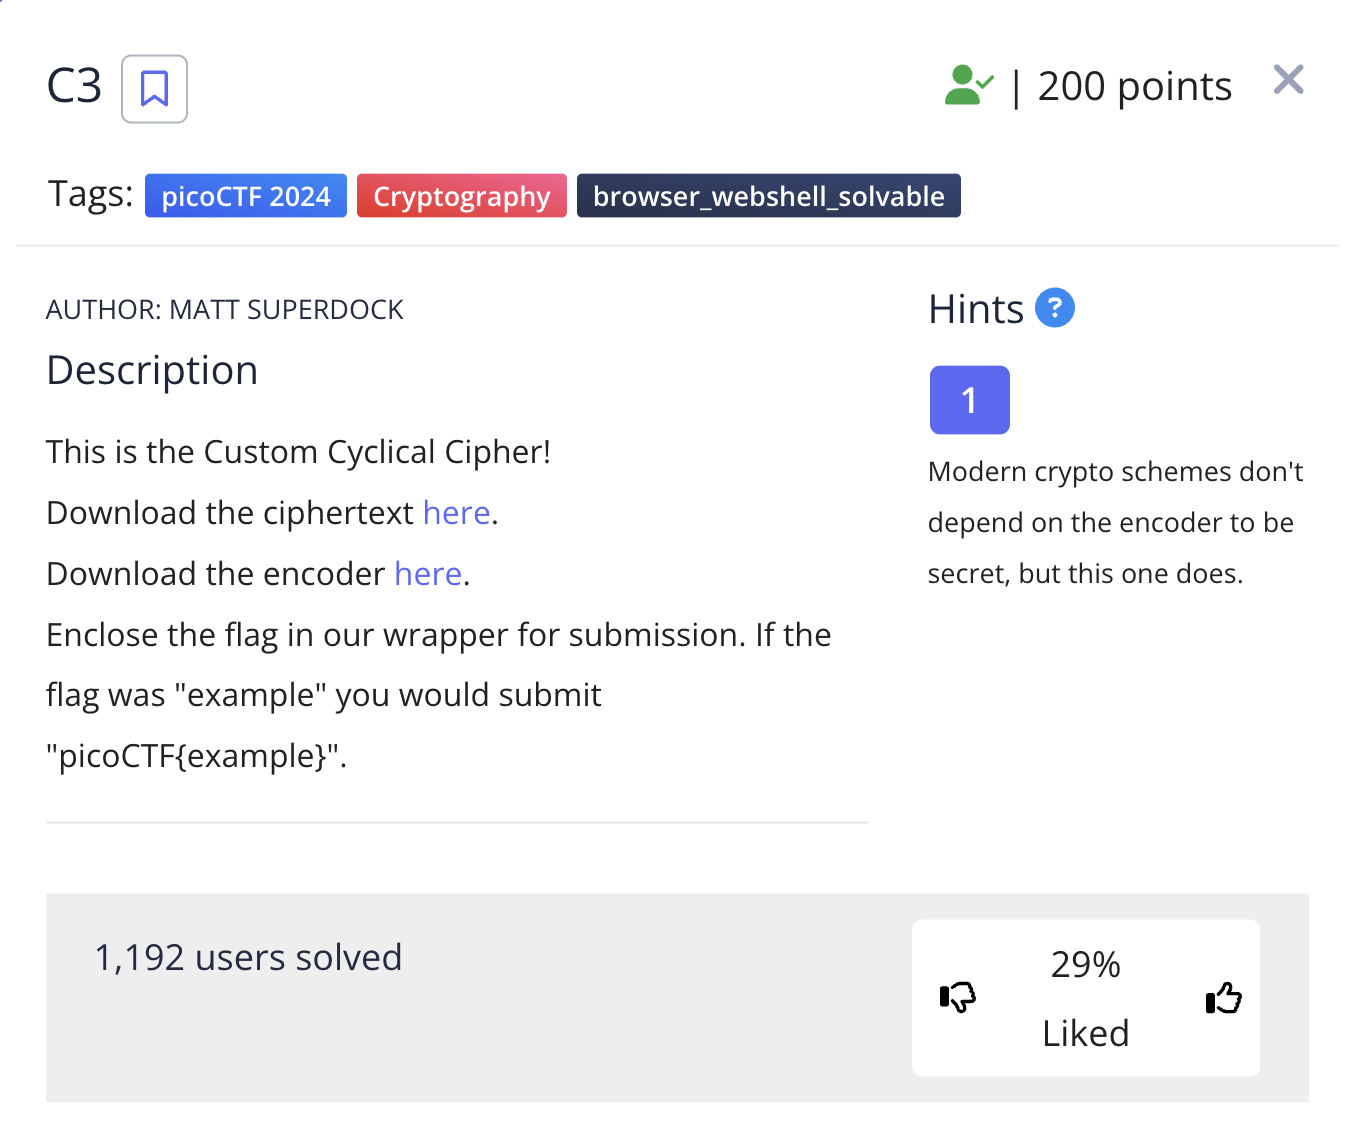 C3
| 200 points
Tags: picoCTF 2024 Cryptography browser_webshell_solvable
AUTHOR: MATT SUPERDOCK
Description
This is the Custom Cyclical Cipher!
Download the ciphertext here.
Download the encoder here.
Enclose the flag in our wrapper for submission. If the
flag was "example" you would submit
"picoCTF{example}".
Hints ?
1
Modern crypto schemes don't
depend on the encoder to be
secret, but this one does.
1,192 users solved
29%
Liked